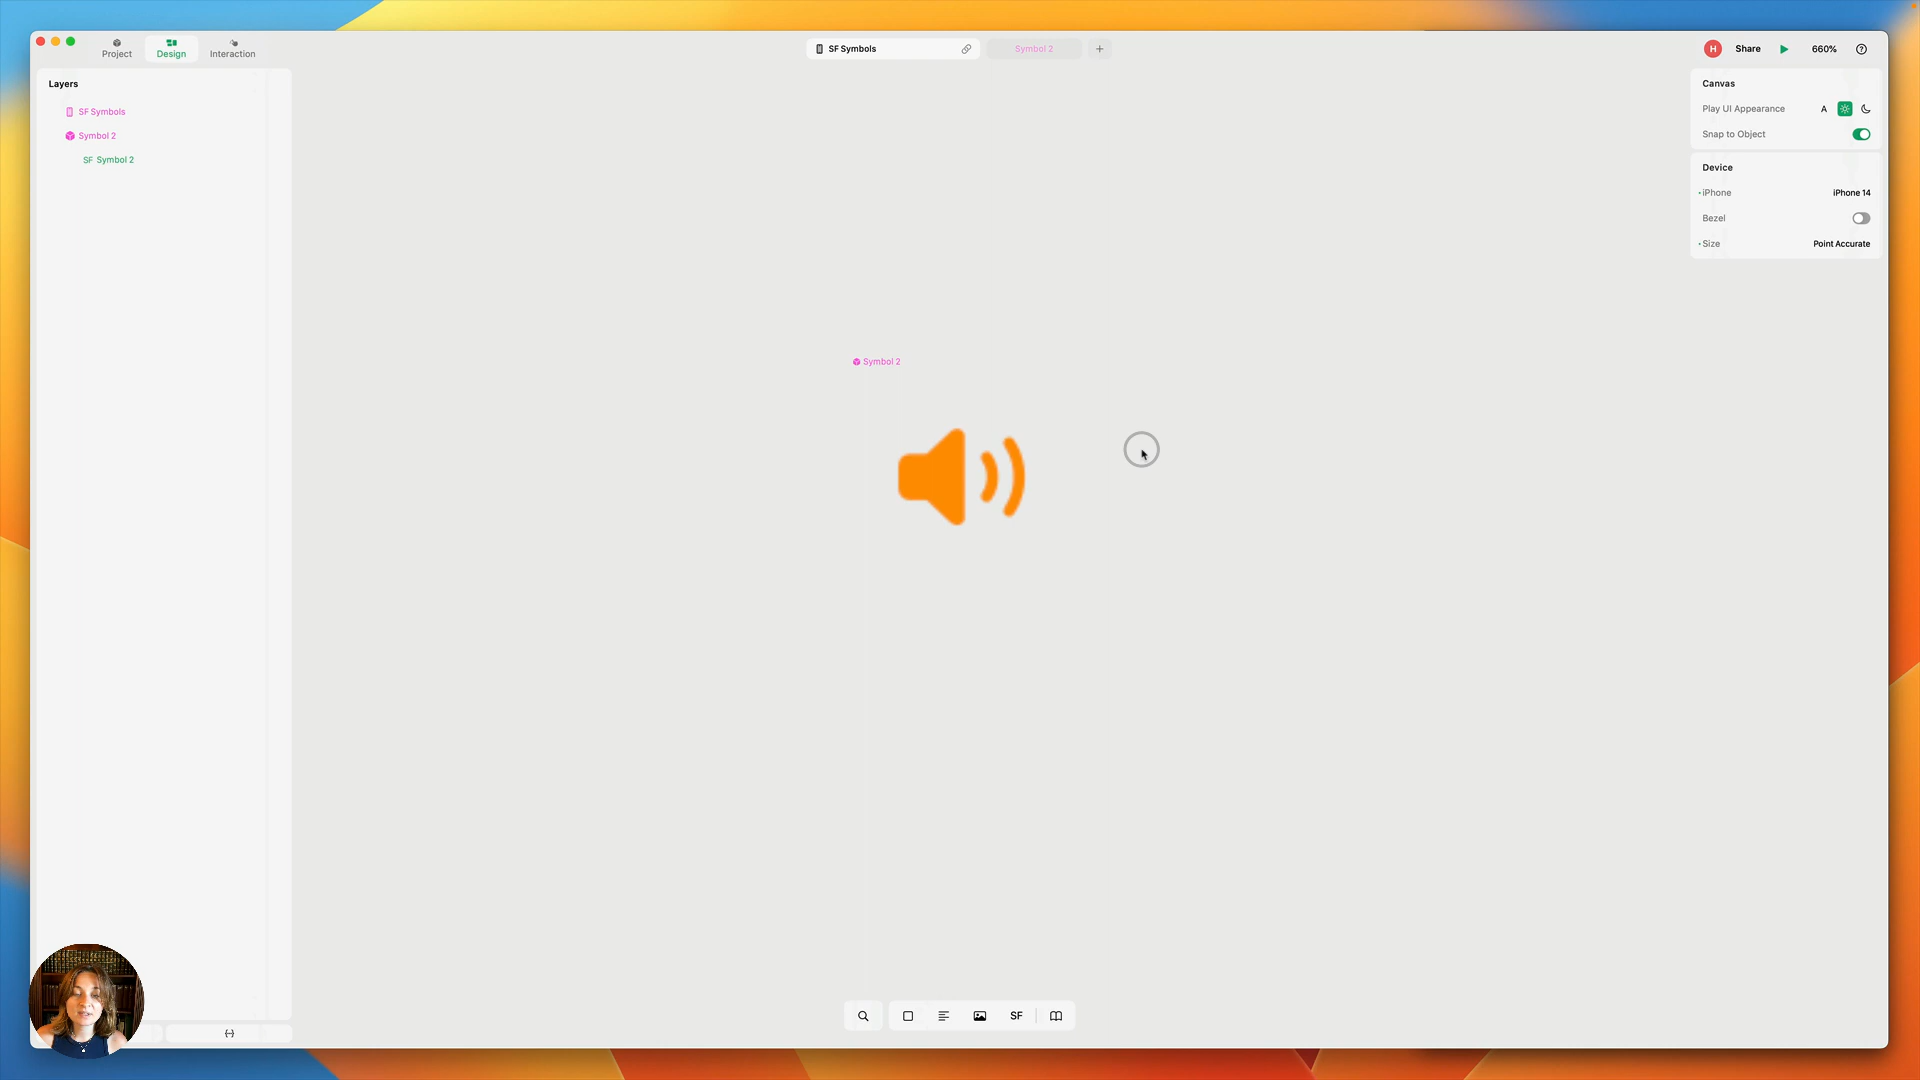 Project
Design
Interaction
SF Symbols
Symbol 2
H
Share
660%
Layers
SF Symbols
Symbol 2
SF Symbol 2
Canvas
Play UI Appearance
A
Snap to Object
Device
iPhone
iPhone 14
Bezel
Size
Point Accurate
Symbol 2
SF